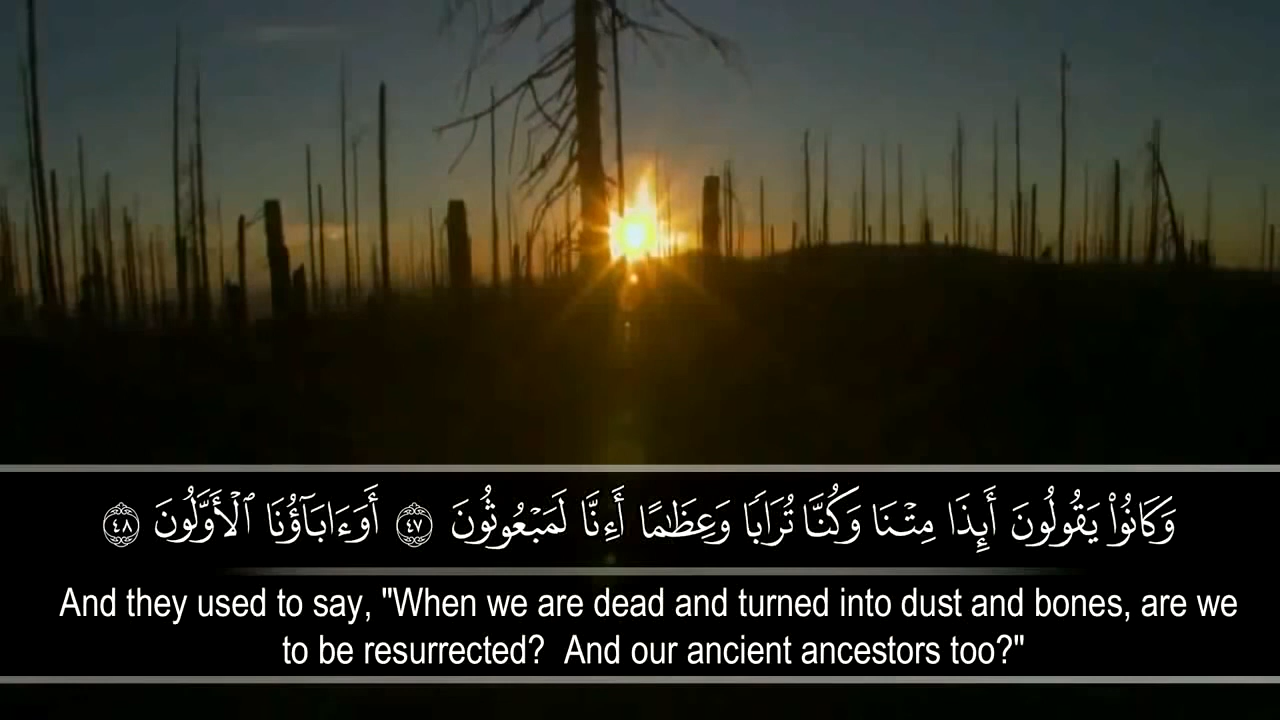 وَكَانُوا۟ يَقُولُونَ أَئِذَا مِتْنَا وَكُنَّا تُرَابًا وَعِظَٰمًا أَءِنَّا لَمَبْعُوثُونَ ٤٧ أَوَءَابَآؤُنَا ٱلْأَوَّلُونَ ٤٨
And they used to say, "When we are dead and turned into dust and bones, are we
to be resurrected?  And our ancient ancestors too?"